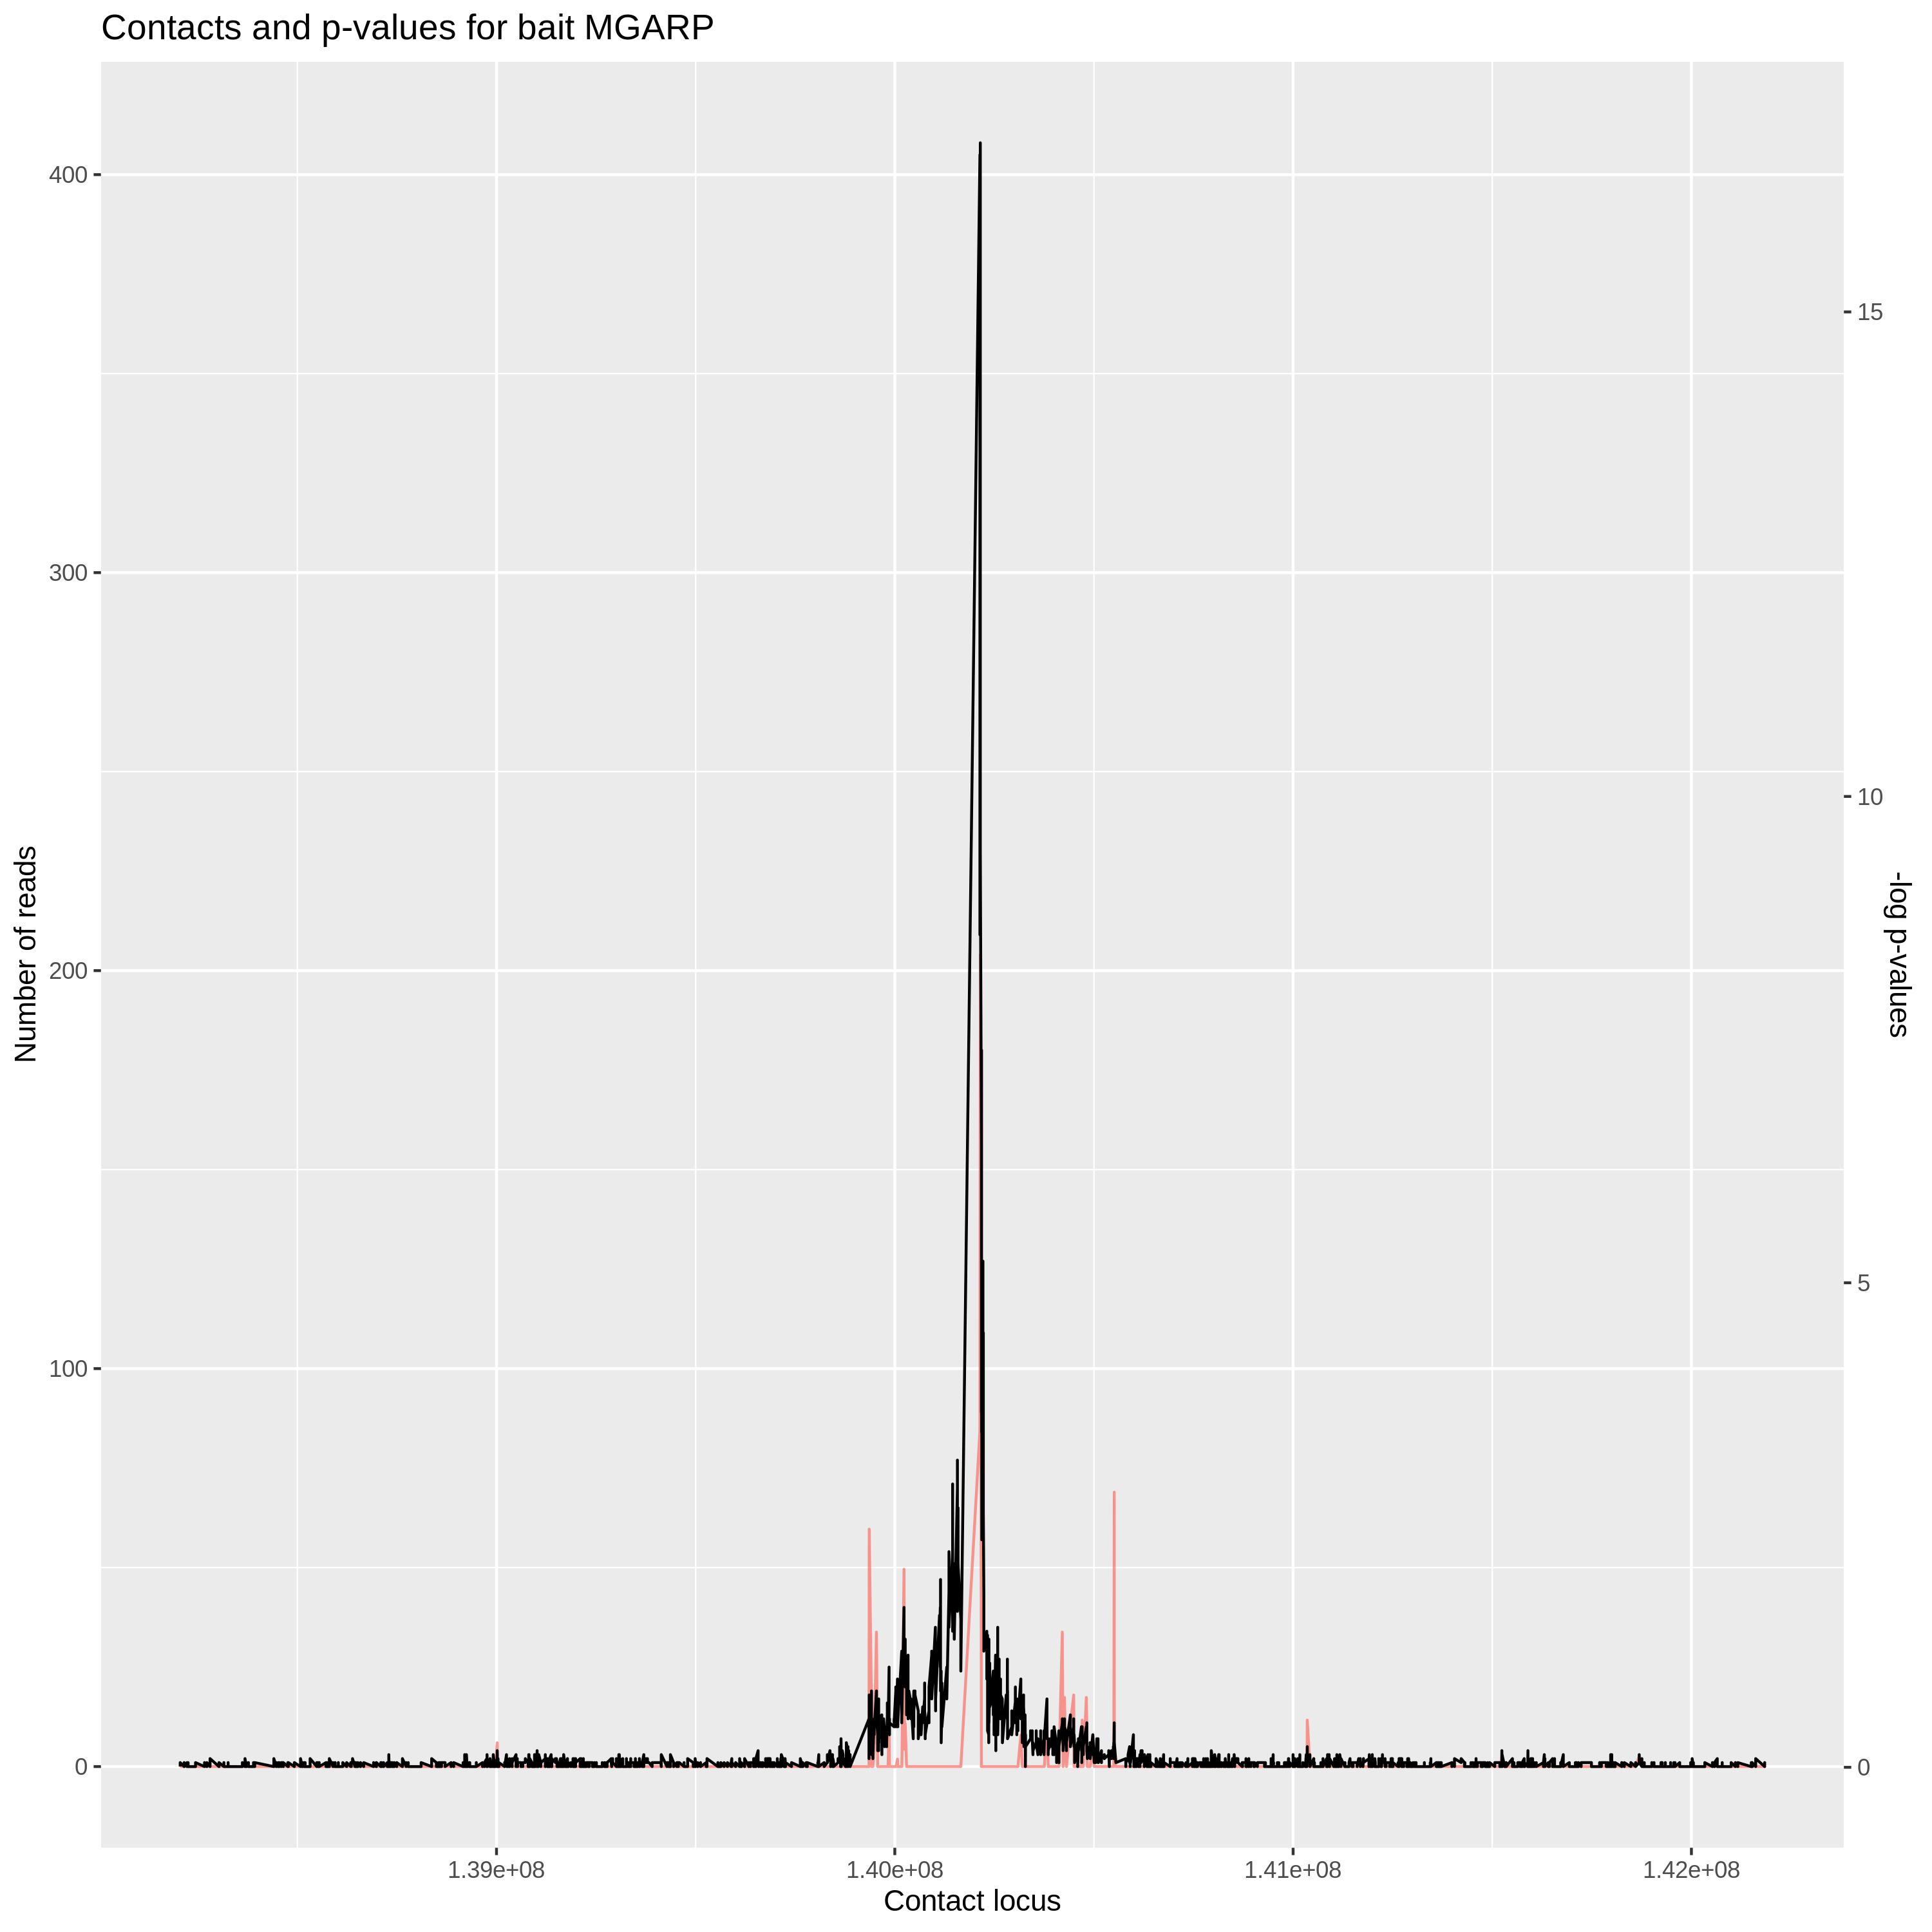 Contacts and p-values for bait MGARP
400
300
200
100
0
Number of reads
15
10
5
0
-log p-values
1.39e+08
1.40e+08
1.41e+08
1.42e+08
Contact locus